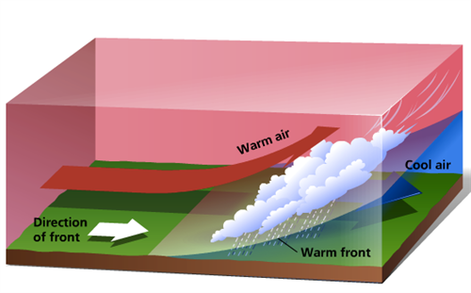 Warm air
Cool air
Direction
of front
Warm front